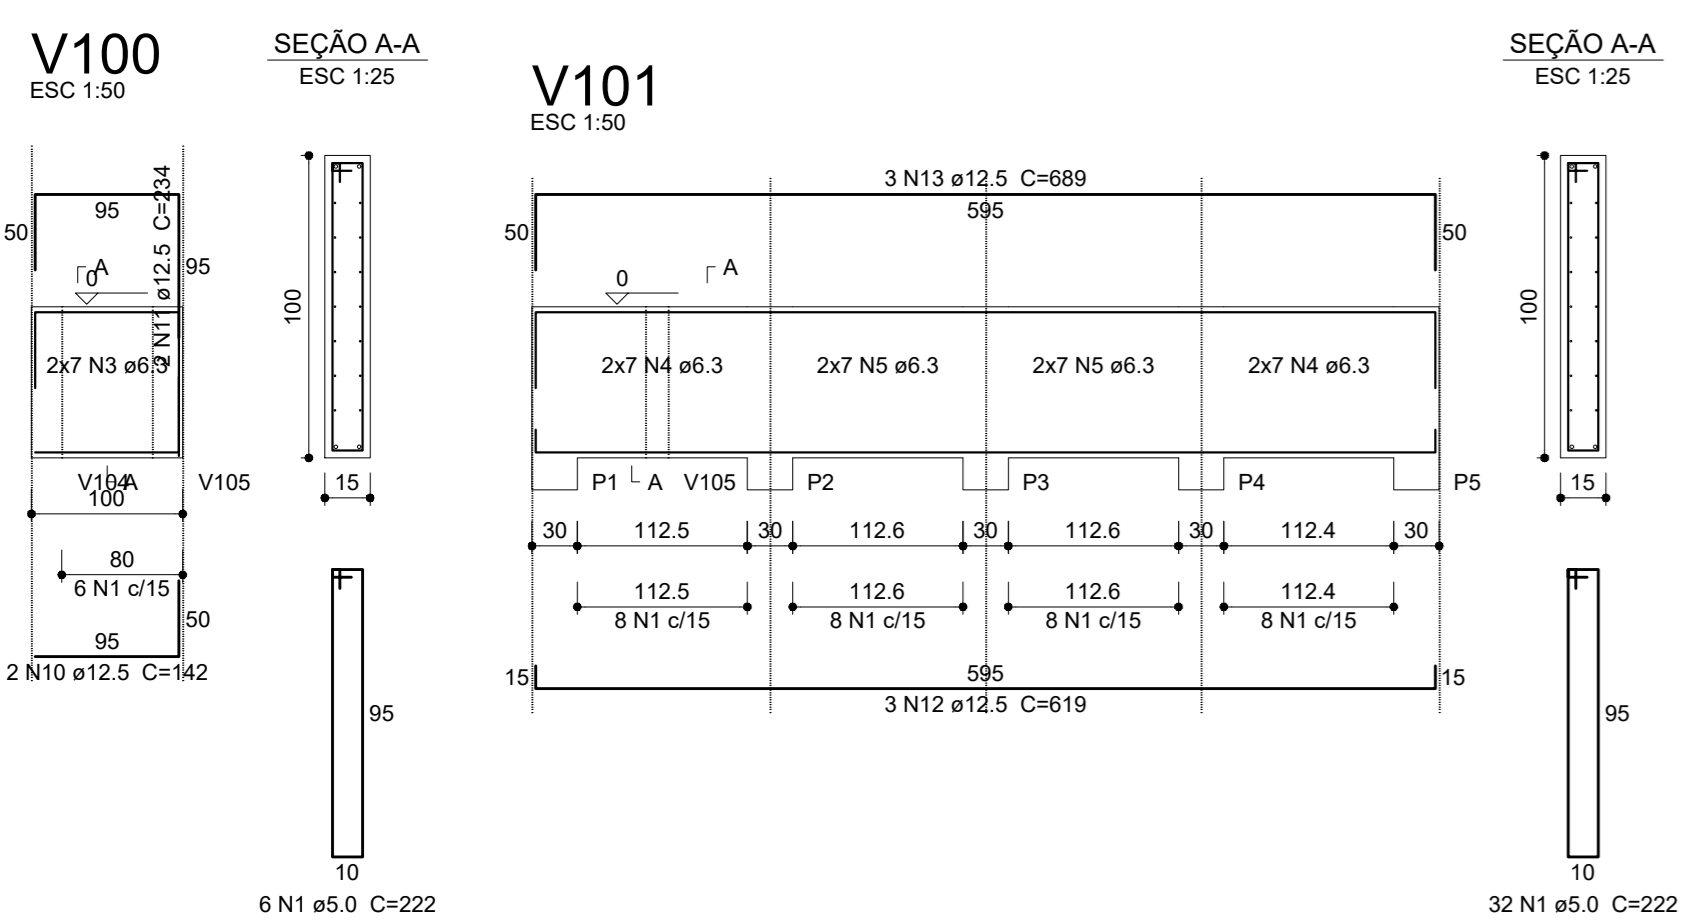 V100
ESC 1:50
SEÇÃO A-A
ESC 1:25
95
50
2 N11 ø12.5 C=234
95
A
0
2x7 N3 ø6.3
V104
A
V105
100
80
6 N1 c/15
50
95
2 N10 ø12.5 C=142
100
15
95
10
6 N1 ø5.0 C=222
V101
ESC 1:50
3 N13 ø12.5 C=689
595
50
50
0
A
2x7 N4 ø6.3
2x7 N5 ø6.3
2x7 N5 ø6.3
2x7 N4 ø6.3
P1
A
V105
P2
P3
P4
P5
30
112.5
30
112.6
30
112.6
30
112.4
30
112.5
112.6
112.6
112.4
8 N1 c/15
8 N1 c/15
8 N1 c/15
8 N1 c/15
15
595
15
3 N12 ø12.5 C=619
SEÇÃO A-A
ESC 1:25
100
15
95
10
32 N1 ø5.0 C=222